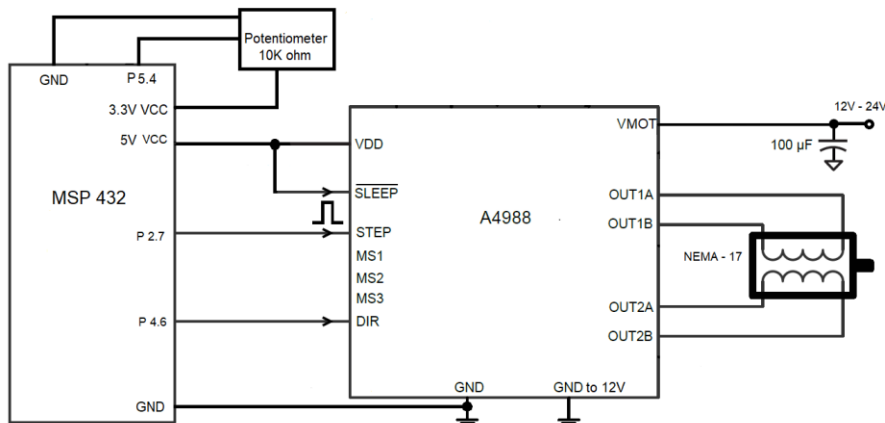 Potentiometer
10K ohm
GND
P 5.4
3.3V VCC
5V VCC
MSP 432
P 2.7
P 4.6
GND
VDD
SLEEP
STEP
MS1
MS2
MS3
DIR
A4988
GND
GND to 12V
VMOT
OUT1A
OUT1B
OUT2A
OUT2B
12V - 24V
100 µF
NEMA - 17